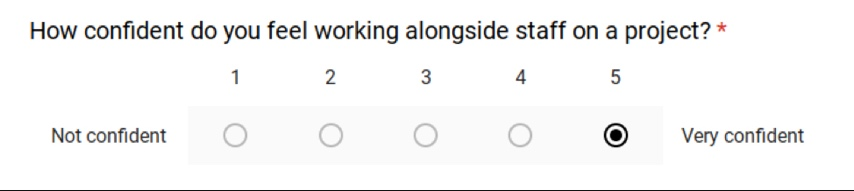 How confident do you feel working alongside staff on a project? *
1 2 3 4 5
Not confident Very confident